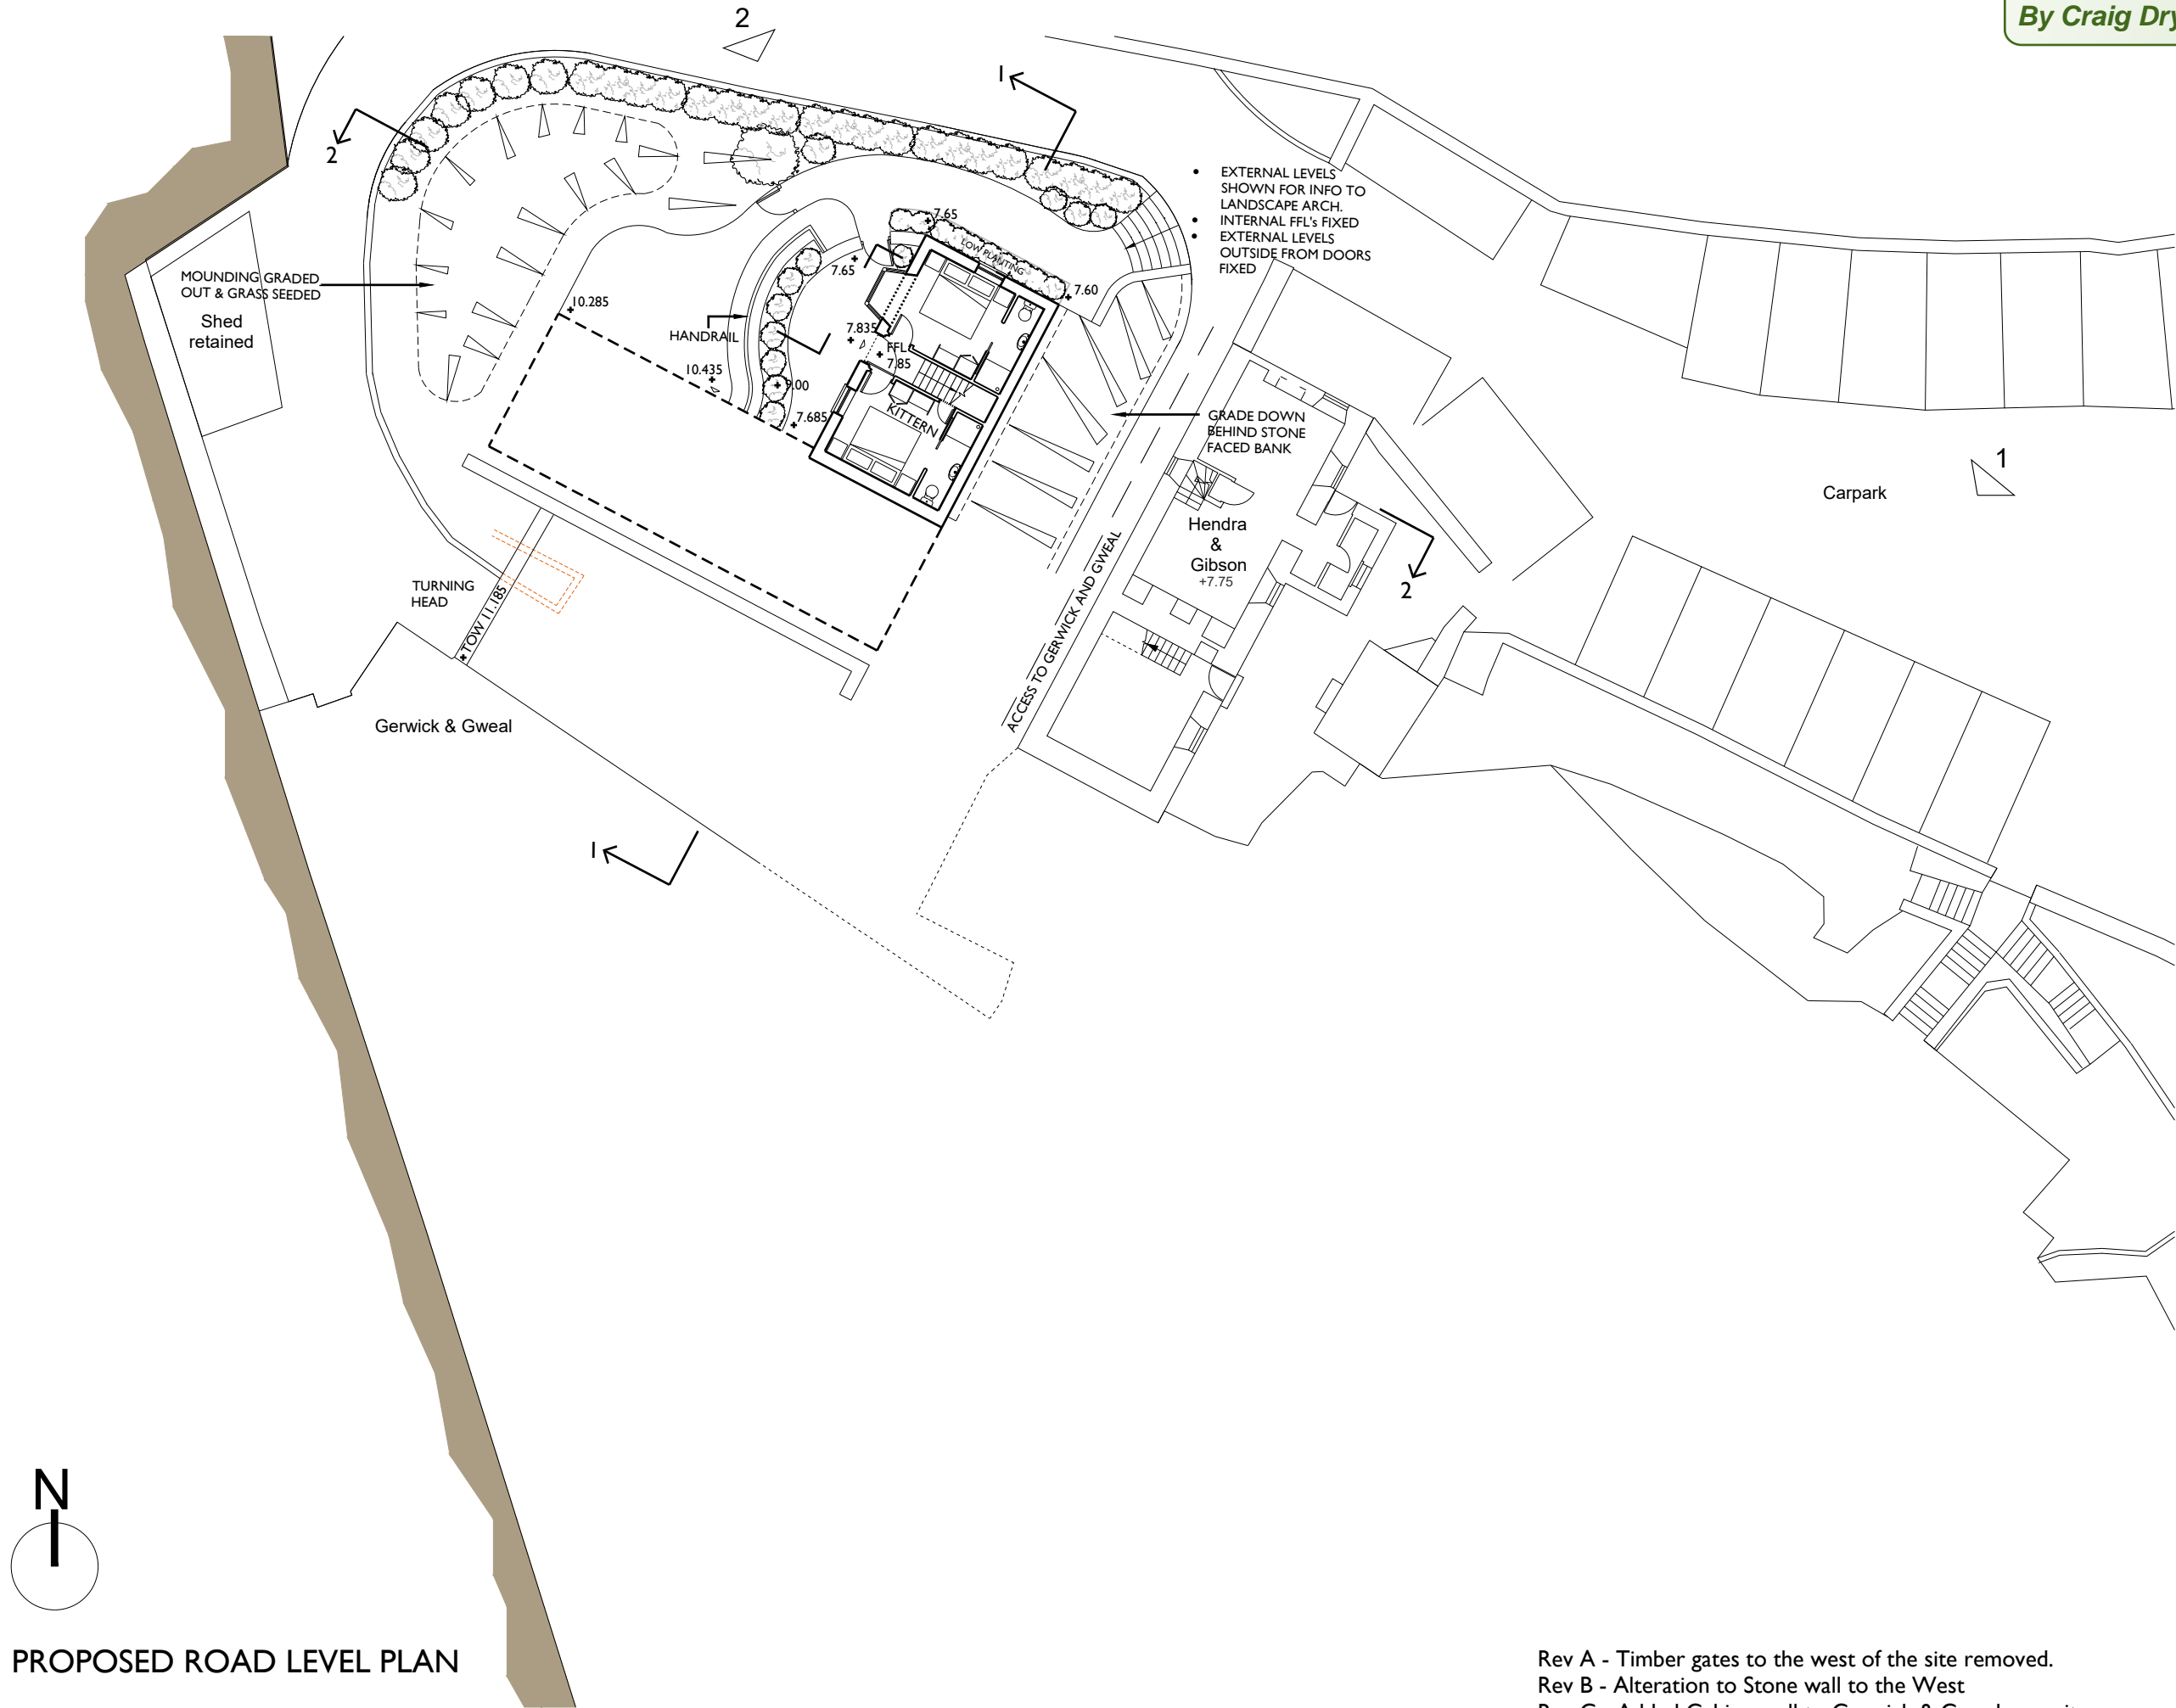 By Craig Dry
2
1
2
EXTERNAL LEVELS
SHOWN FOR INFO TO
LANDSCAPE ARCH.
INTERNAL FFL's FIXED
EXTERNAL LEVELS
OUTSIDE FROM DOORS
FIXED
7.65
LOW PLANTING
7.65
7.60
MOUNDING GRADED
OUT & GRASS SEEDED
Shed
retained
10.285
HANDRAIL
7.835
FFL
7.85
10.435
9.00
7.685
KITTERN
GRADE DOWN
BEHIND STONE
FACED BANK
1
Carpark
Hendra
&
Gibson
+7.75
2
ACCESS TO GERWICK AND GWEAL
TURNING
HEAD
TOW 11.185
Gerwick & Gweal
1
N
PROPOSED ROAD LEVEL PLAN
Rev A - Timber gates to the west of the site removed.
Rev B - Alteration to Stone wall to the West